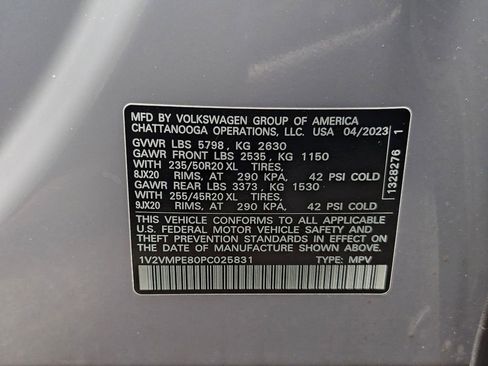 MFD BY VOLKSWAGEN GROUP OF AMERICA
CHATTANOOGA OPERATIONS, LLC. USA 04/2023
GVWR LBS 5798, KG 2630
GAWR FRONT LBS 2535, KG 1150
235/50R20 XL TIRES,
8JX20 RIMS, AT 290 KPA, 42 PSI COLD
GAWR REAR LBS 3373, KG 1530
255/45R20 XL TIRES,
9JX20 RIMS, AT 290 KPA, 42 PSI COLD
THIS VEHICLE CONFORMS TO ALL APPLICABLE
U.S. FEDERAL MOTOR VEHICLE SAFETY
STANDARDS AND THEFT PREVENTION STANDARDS IN EFFECT ON THE
DATE OF MANUFACTURE SHOWN ABOVE.
1V2VMPE80PC025831 TYPE: MPV
11328276 1